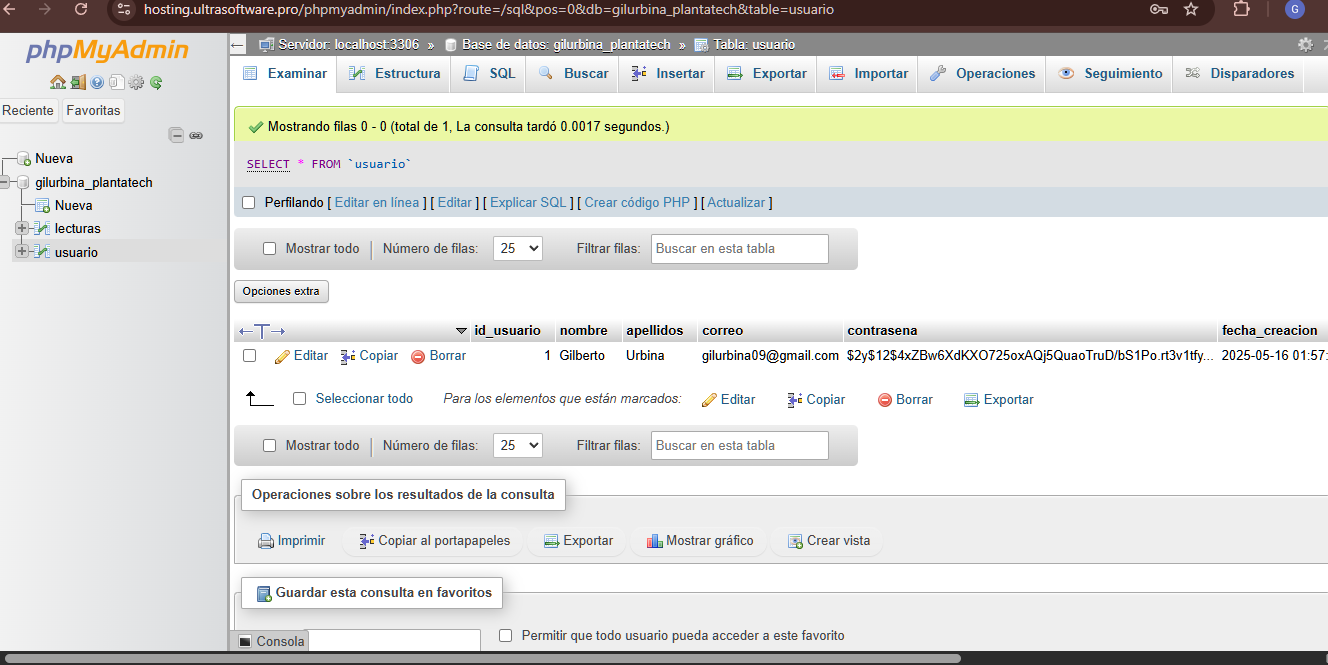 hosting.ultrasoftware.pro/phpmyadmin/index.php?route=/sql&pos=0&db=gilurbina_plantatech&table=usuario
G
phpMyAdmin
Reciente Favoritas
Nueva
gilurbina_plantatech
Nueva
lecturas
usuario
Servidor: localhost:3306 » Base de datos: gilurbina_plantatech » Tabla: usuario
Examinar Estructura SQL Buscar Insertar Exportar Importar Operaciones Seguimiento Disparadores
Mostrando filas 0 - 0 (total de 1, La consulta tardó 0.0017 segundos.)
SELECT * FROM `usuario`
Perfilando [ Editar en línea ] [ Editar ] [ Explicar SQL ] [ Crear código PHP ] [ Actualizar ]
Mostrar todo Número de filas: 25 Filtrar filas: Buscar en esta tabla
Opciones extra
←T→ id_usuario nombre apellidos correo contrasena fecha_creacion
Editar Copiar Borrar 1 Gilberto Urbina gilurbina09@gmail.com $2y$12$4xZBw6XdKXO725oxAQj5QuaoTruD/bS1Po.rt3v1tfy... 2025-05-16 01:57:
Seleccionar todo Para los elementos que están marcados: Editar Copiar Borrar Exportar
Mostrar todo Número de filas: 25 Filtrar filas: Buscar en esta tabla
Operaciones sobre los resultados de la consulta
Imprimir Copiar al portapapeles Exportar Mostrar gráfico Crear vista
Guardar esta consulta en favoritos
Consola Permitir que todo usuario pueda acceder a este favorito